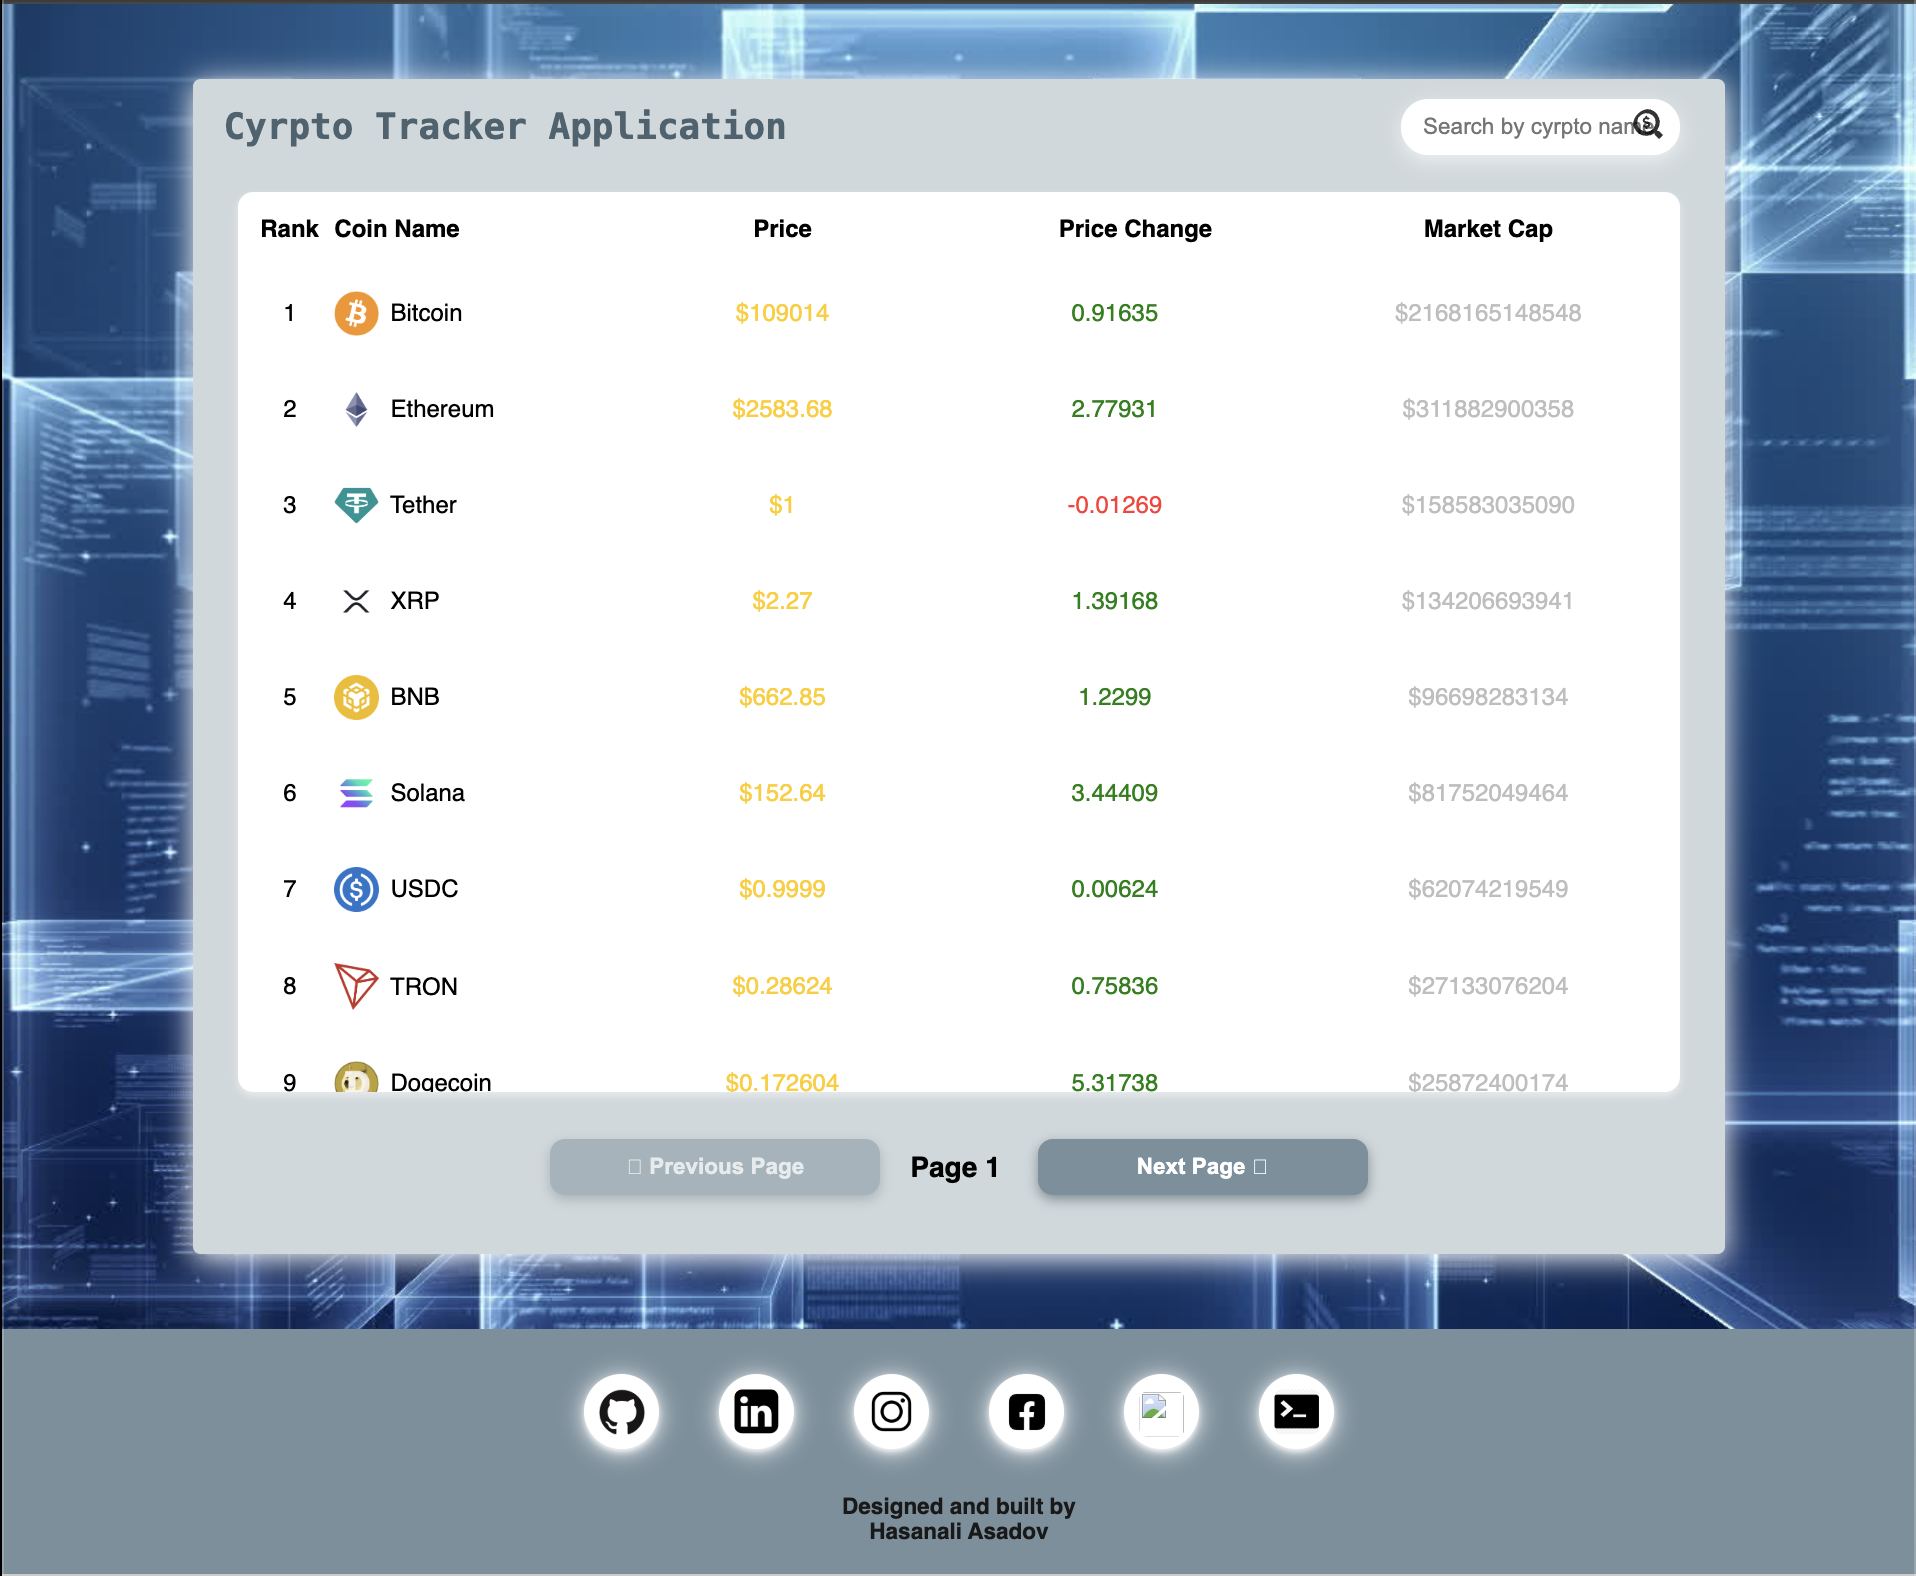 Cyrpto Tracker Application
Search by cyrpto name
Rank Coin Name Price Price Change Market Cap
1 Bitcoin $109014 0.91635 $2168165148548
2 Ethereum $2583.68 2.77931 $311882900358
3 Tether $1 -0.01269 $158583035090
4 XRP $2.27 1.39168 $134206693941
5 BNB $662.85 1.2299 $96698283134
6 Solana $152.64 3.44409 $81752049464
7 USDC $0.9999 0.00624 $62074219549
8 TRON $0.28624 0.75836 $27133076204
9 Dogecoin $0.172604 5.31738 $25872400174
Previous Page Page 1 Next Page
Designed and built by
Hasanali Asadov